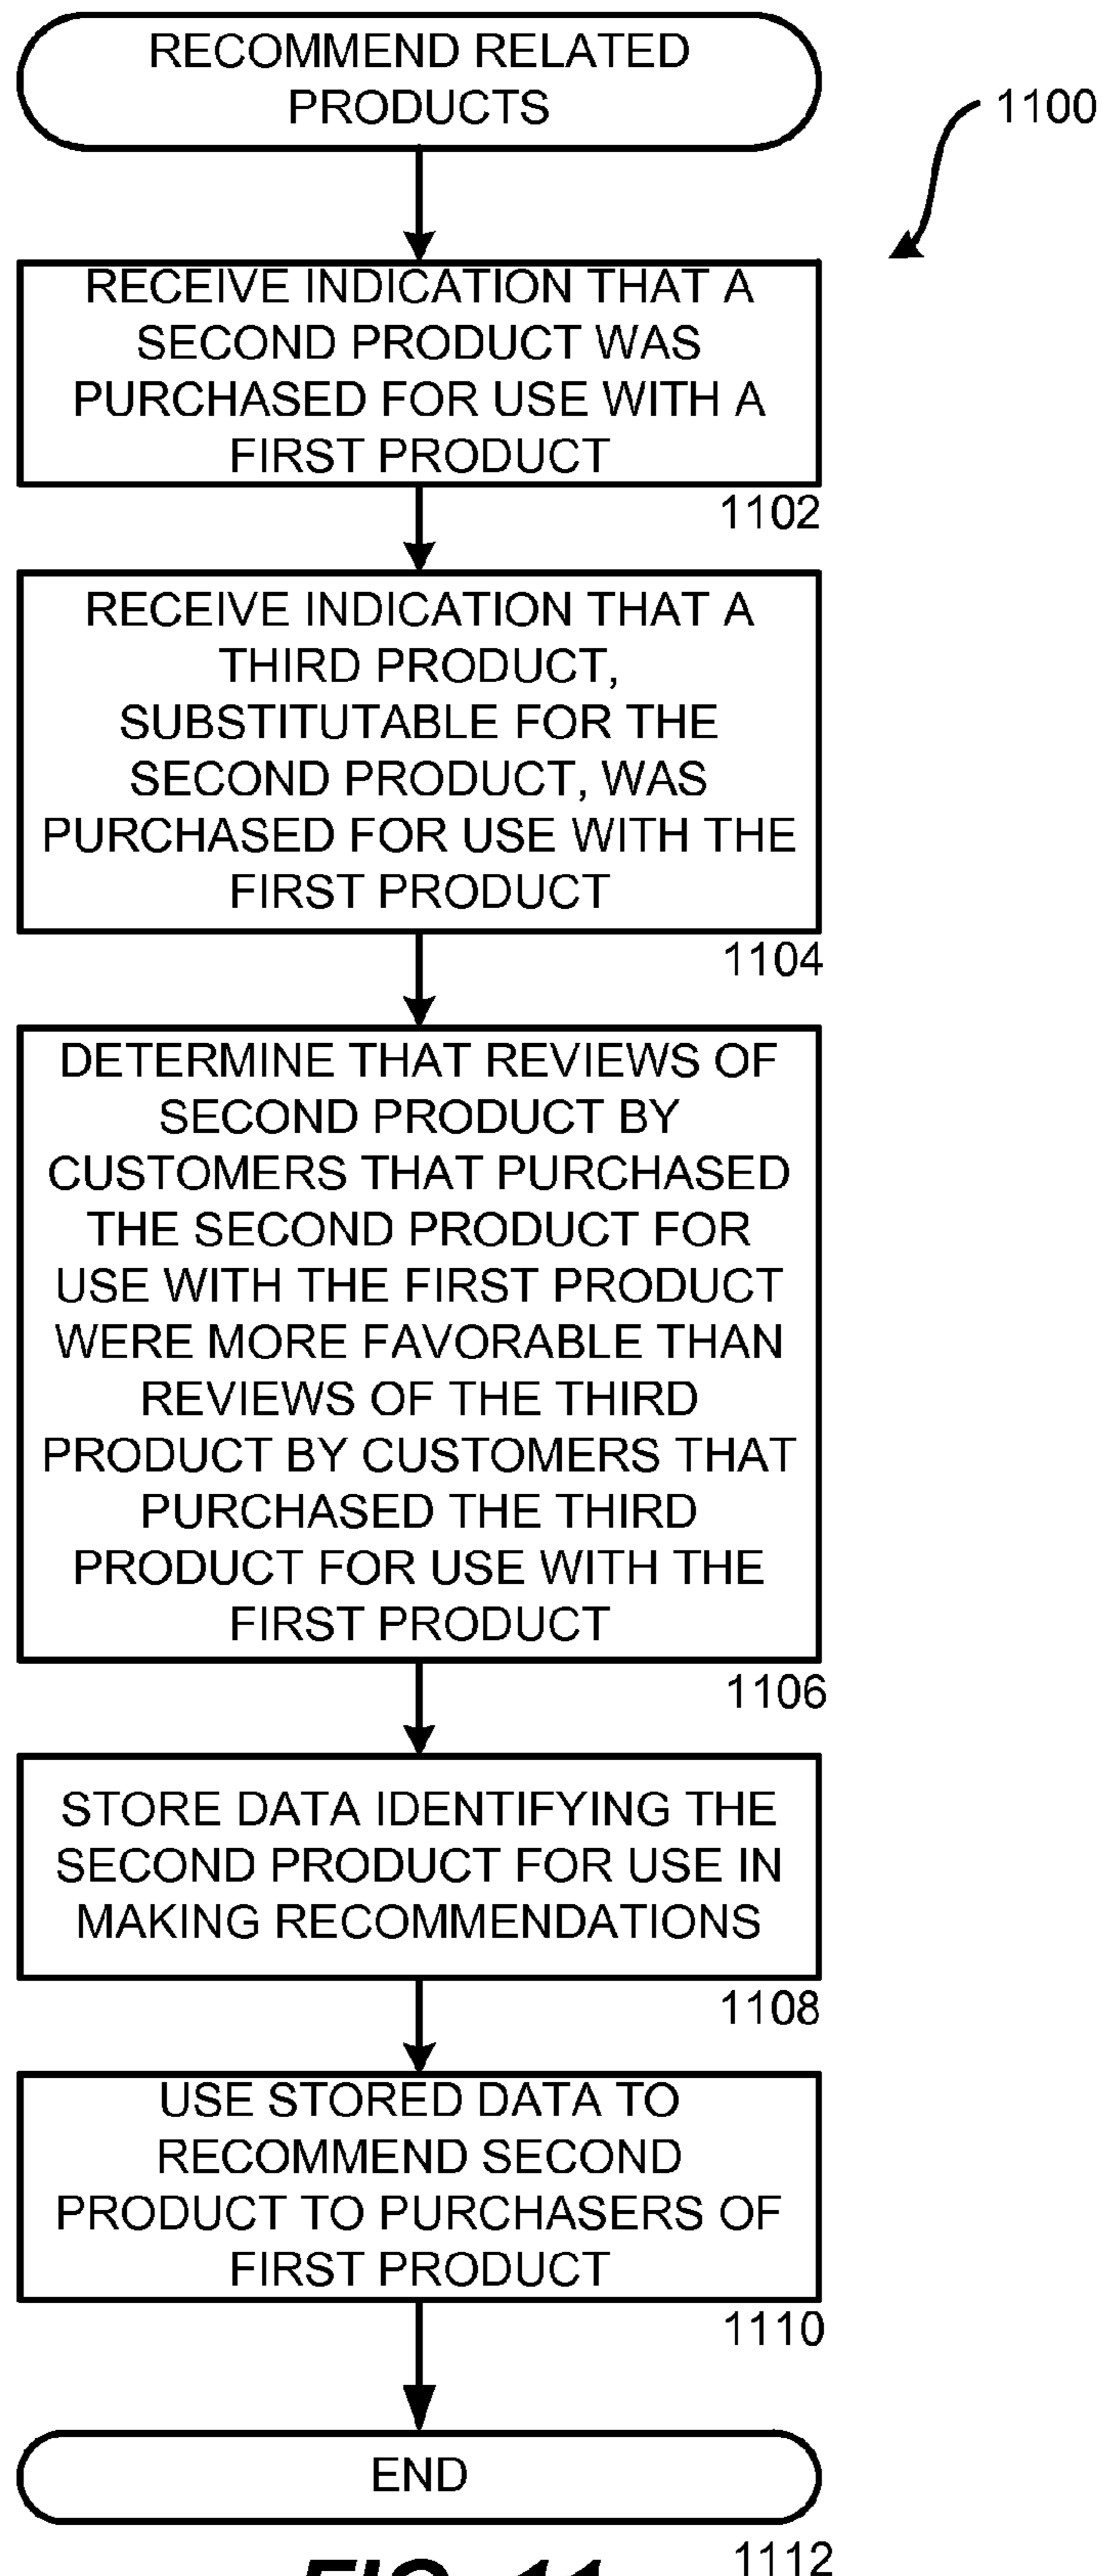 RECOMMEND RELATED
PRODUCTS
1100
RECEIVE INDICATION THAT A
SECOND PRODUCT WAS
PURCHASED FOR USE WITH A
FIRST PRODUCT
1102
RECEIVE INDICATION THAT A
THIRD PRODUCT,
SUBSTITUTABLE FOR THE
SECOND PRODUCT, WAS
PURCHASED FOR USE WITH THE
FIRST PRODUCT
1104
DETERMINE THAT REVIEWS OF
SECOND PRODUCT BY
CUSTOMERS THAT PURCHASED
THE SECOND PRODUCT FOR
USE WITH THE FIRST PRODUCT
WERE MORE FAVORABLE THAN
REVIEWS OF THE THIRD
PRODUCT BY CUSTOMERS THAT
PURCHASED THE THIRD
PRODUCT FOR USE WITH THE
FIRST PRODUCT
1106
STORE DATA IDENTIFYING THE
SECOND PRODUCT FOR USE IN
MAKING RECOMMENDATIONS
1108
USE STORED DATA TO
RECOMMEND SECOND
PRODUCT TO PURCHASERS OF
FIRST PRODUCT
1110
END
1112
FIG. 11